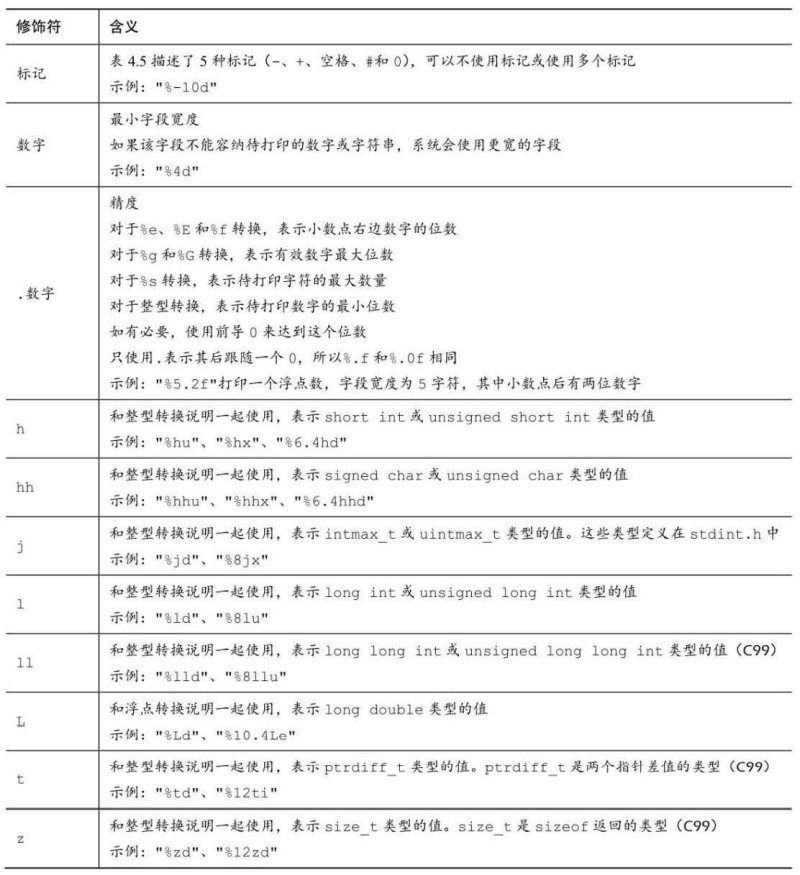 修饰符 含义
标记
表 4.5 描述了 5 种标记（-、+、空格、#和 0），可以不使用标记或使用多个标记
示例："%-10d"
数字
最小字段宽度
如果该字段不能容纳待打印的数字或字符串，系统会使用更宽的字段
示例："%4d"
.数字
精度
对于%e、%E 和%f 转换，表示小数点右边数字的位数
对于%g 和%G 转换，表示有效数字最大位数
对于%s 转换，表示待打印字符的最大数量
对于整型转换，表示待打印数字的最小位数
如有必要，使用前导 0 来达到这个位数
只使用.表示其后跟随一个 0，所以%.f 和%.0f 相同
示例："%5.2f"打印一个浮点数，字段宽度为 5 字符，其中小数点后有两位数字
h
和整型转换说明一起使用，表示 short int 或 unsigned short int 类型的值
示例："%hu"、"%hx"、"%6.4hd"
hh
和整型转换说明一起使用，表示 signed char 或 unsigned char 类型的值
示例："%hhu"、"%hhx"、"%6.4hhd"
j
和整型转换说明一起使用，表示 intmax_t 或 uintmax_t 类型的值。这些类型定义在 stdint.h 中
示例："%jd"、"%8jx"
l
和整型转换说明一起使用，表示 long int 或 unsigned long int 类型的值
示例："%ld"、"%8lu"
ll
和整型转换说明一起使用，表示 long long int 或 unsigned long long int 类型的值（C99）
示例："%lld"、"%8llu"
L
和浮点转换说明一起使用，表示 long double 类型的值
示例："%Ld"、"%10.4Le"
t
和整型转换说明一起使用，表示 ptrdiff_t 类型的值。ptrdiff_t 是两个指针差值的类型（C99）
示例："%td"、"%12ti"
z
和整型转换说明一起使用，表示 size_t 类型的值。size_t 是 sizeof 返回的类型（C99）
示例："%zd"、"%12zd"